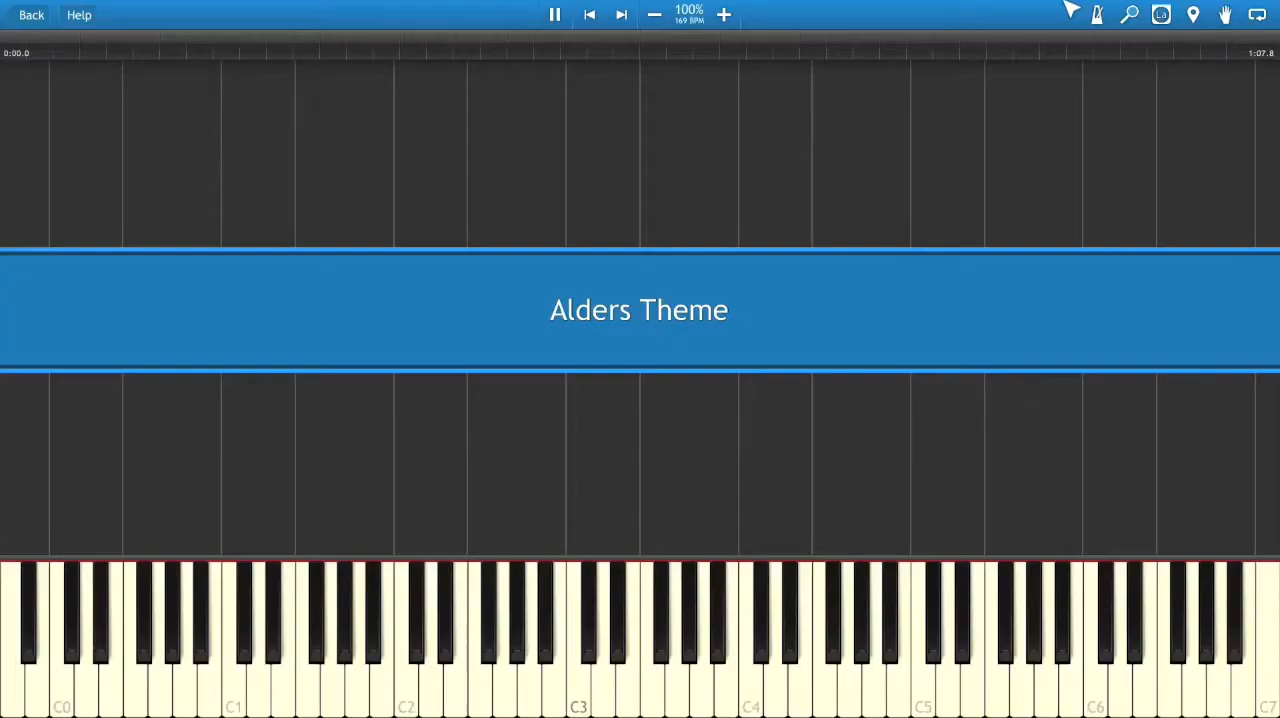 Back Help 100%
169 BPM
La
0:00.0 1:07.8
Alders Theme
C0 C1 C2 C3 C4 C5 C6 C7